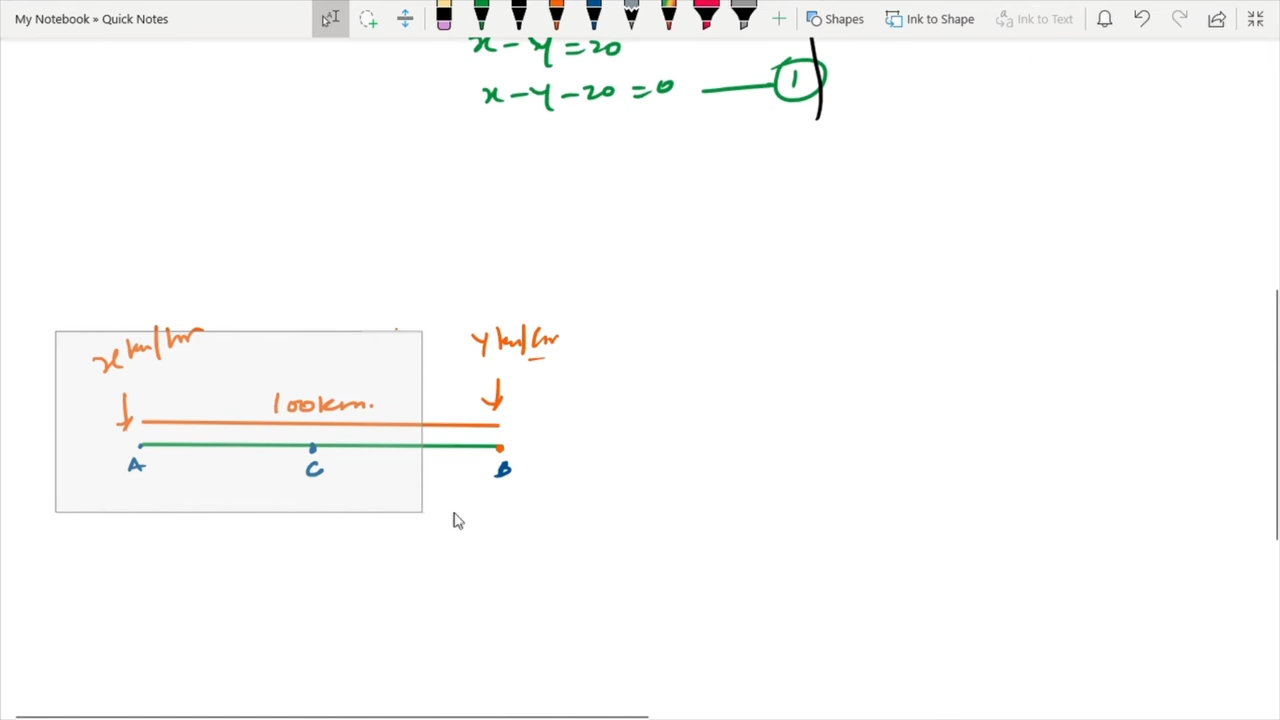 My Notebook » Quick Notes
Shapes
Ink to Shape
Ink to Text
x - y = 20
x - y - 20 = 0 —— 1
x km/hr
y km/hr
100km.
A
C
B